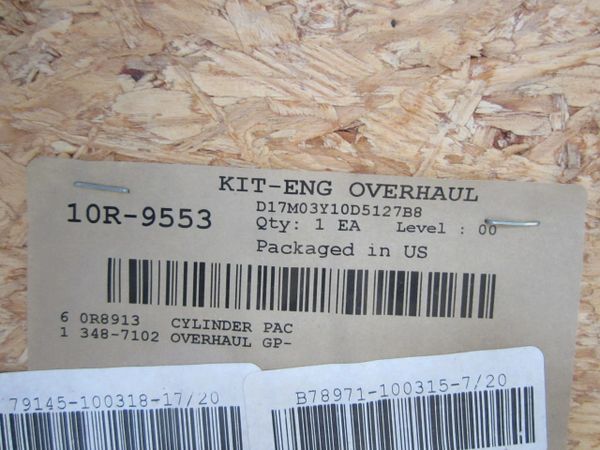 KIT-ENG OVERHAUL
10R-9553
D17M03Y10D5127B8
Qty: 1 EA Level : 00
Packaged in US
6 0R8913 CYLINDER PAC
1 348-7102 OVERHAUL GP-
79145-100318-17/20
B78971-100315-7/20